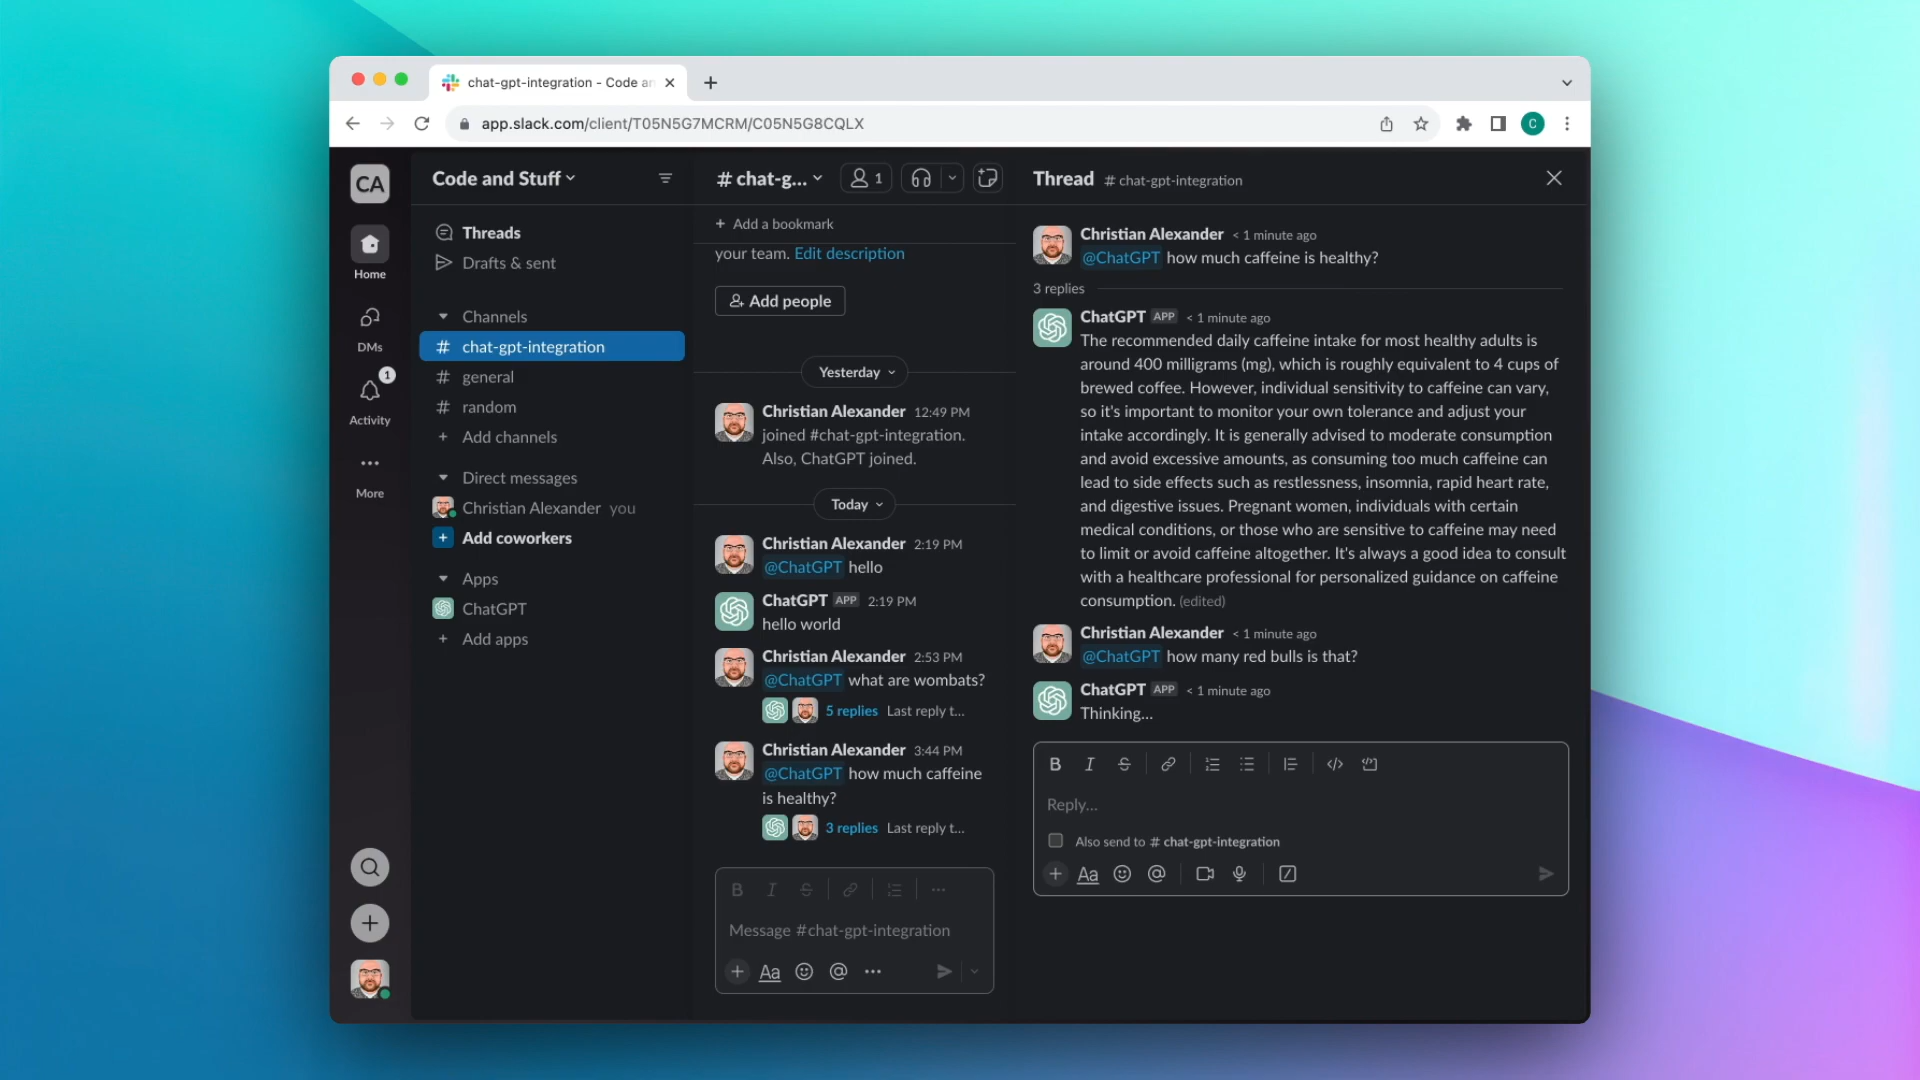 chat-gpt-integration - Code an
app.slack.com/client/T05N5G7MCRM/C05N5G8CQLX
C
CA
Home
DMs
1
Activity
More
Code and Stuff
Threads
Drafts & sent
Channels
# chat-gpt-integration
# general
# random
+ Add channels
Direct messages
Christian Alexander you
+ Add coworkers
Apps
ChatGPT
+ Add apps
# chat-g...
1
+ Add a bookmark
your team. Edit description
Add people
Yesterday
Christian Alexander 12:49 PM
joined #chat-gpt-integration.
Also, ChatGPT joined.
Today
Christian Alexander 2:19 PM
@ChatGPT hello
ChatGPT APP 2:19 PM
hello world
Christian Alexander 2:53 PM
@ChatGPT what are wombats?
5 replies Last reply t...
Christian Alexander 3:44 PM
@ChatGPT how much caffeine
is healthy?
3 replies Last reply t...
B I S
Message #chat-gpt-integration
+ Aa @
Thread # chat-gpt-integration
Christian Alexander < 1 minute ago
@ChatGPT how much caffeine is healthy?
3 replies
ChatGPT APP < 1 minute ago
The recommended daily caffeine intake for most healthy adults is
around 400 milligrams (mg), which is roughly equivalent to 4 cups of
brewed coffee. However, individual sensitivity to caffeine can vary,
so it's important to monitor your own tolerance and adjust your
intake accordingly. It is generally advised to moderate consumption
and avoid excessive amounts, as consuming too much caffeine can
lead to side effects such as restlessness, insomnia, rapid heart rate,
and digestive issues. Pregnant women, individuals with certain
medical conditions, or those who are sensitive to caffeine may need
to limit or avoid caffeine altogether. It's always a good idea to consult
with a healthcare professional for personalized guidance on caffeine
consumption. (edited)
Christian Alexander < 1 minute ago
@ChatGPT how many red bulls is that?
ChatGPT APP < 1 minute ago
Thinking...
B I S
Reply...
Also send to # chat-gpt-integration
+ Aa @